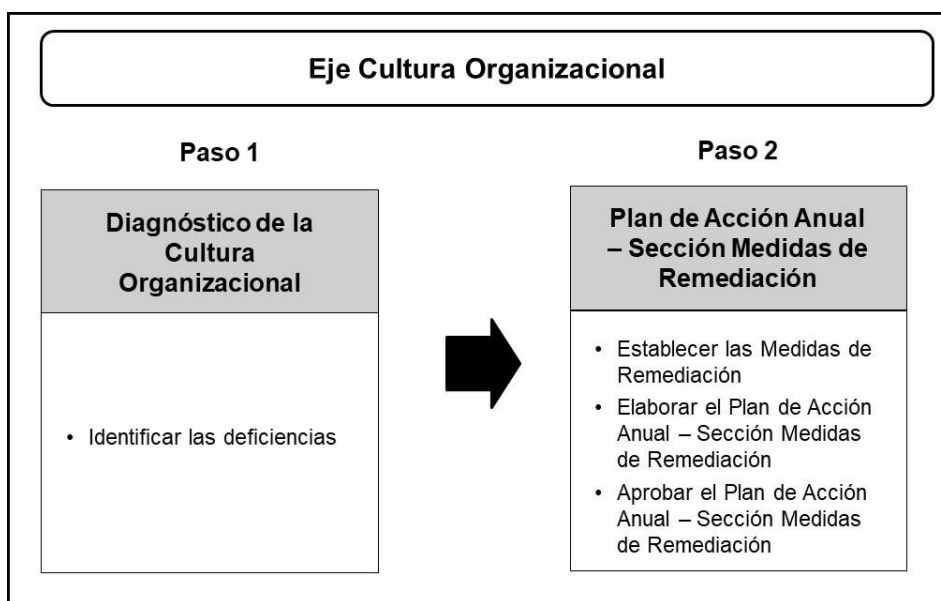 Eje Cultura Organizacional
Paso 1
Diagnóstico de la
Cultura
Organizacional
• Identificar las deficiencias
Paso 2
Plan de Acción Anual
– Sección Medidas de
Remediación
• Establecer las Medidas de
Remediación
• Elaborar el Plan de Acción
Anual – Sección Medidas
de Remediación
• Aprobar el Plan de Acción
Anual – Sección Medidas
de Remediación